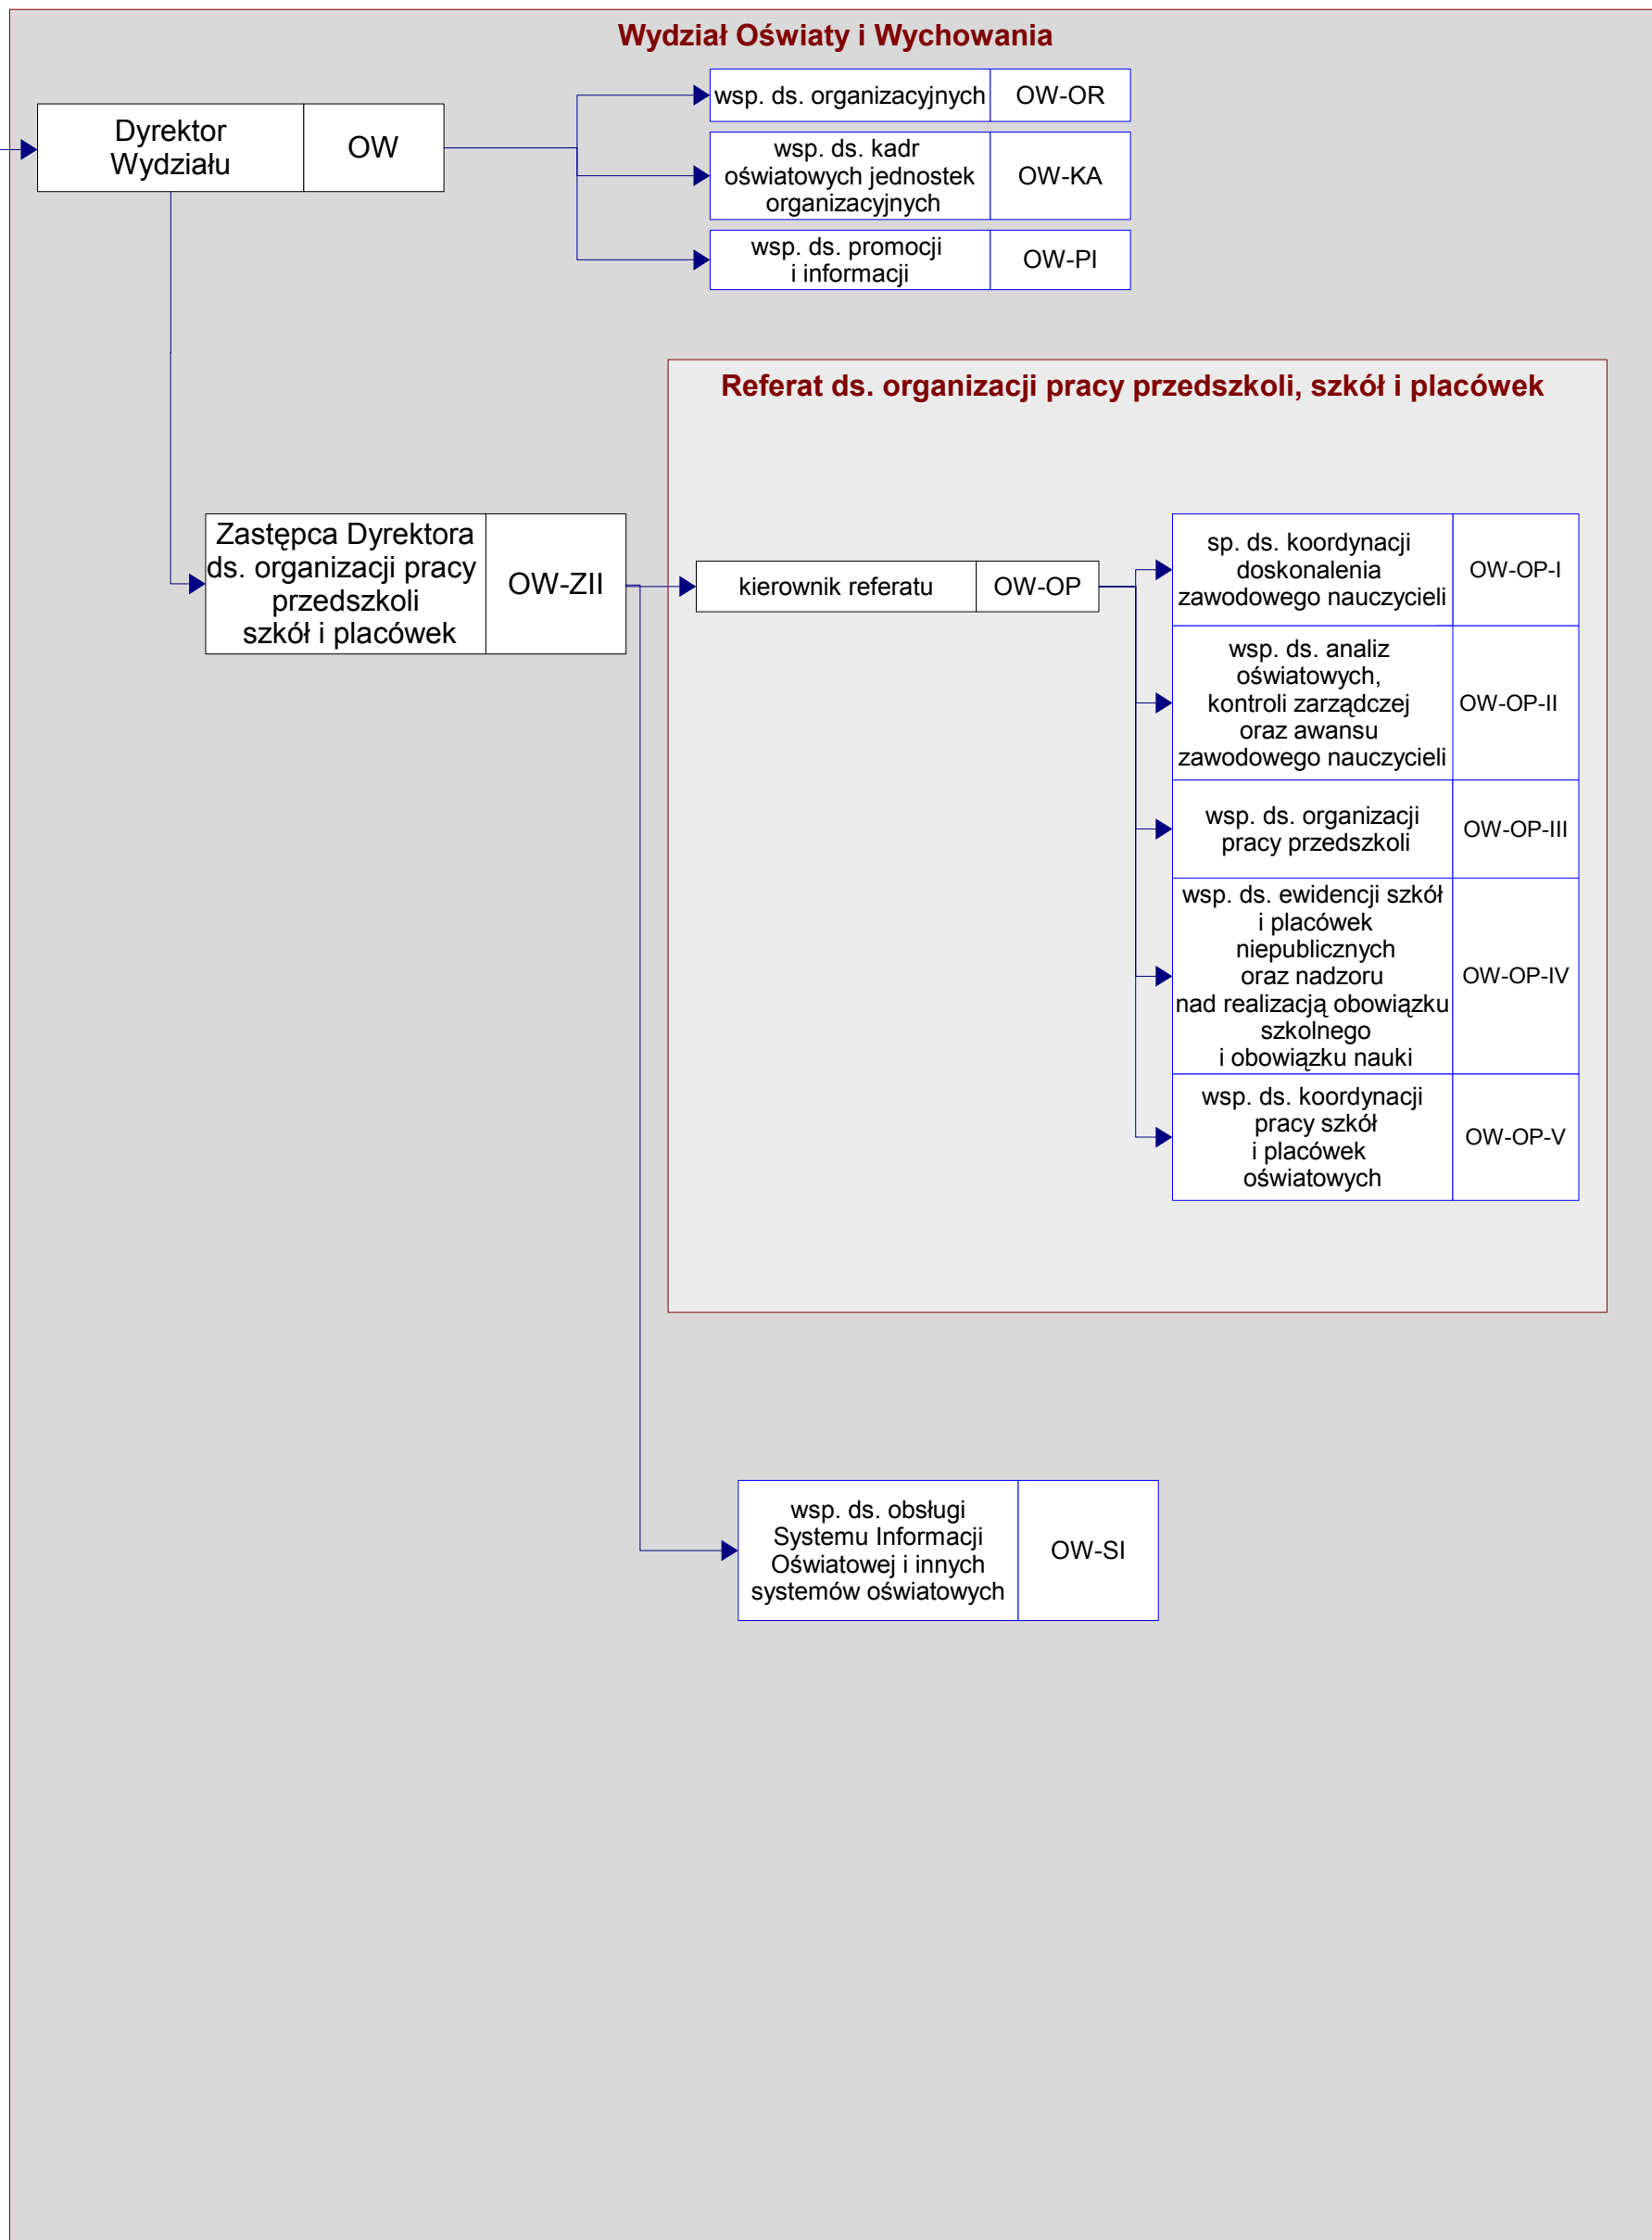 Wydział Oświaty i Wychowania
Dyrektor
Wydziału
OW
wsp. ds. organizacyjnych
OW-OR
wsp. ds. kadr
oświatowych jednostek
organizacyjnych
OW-KA
wsp. ds. promocji
i informacji
OW-PI
Referat ds. organizacji pracy przedszkoli, szkół i placówek
Zastępca Dyrektora
ds. organizacji pracy
przedszkoli
szkół i placówek
OW-ZII
kierownik referatu
OW-OP
sp. ds. koordynacji
doskonalenia
zawodowego nauczycieli
OW-OP-I
wsp. ds. analiz
oświatowych,
kontroli zarządczej
oraz awansu
zawodowego nauczycieli
OW-OP-II
wsp. ds. organizacji
pracy przedszkoli
OW-OP-III
wsp. ds. ewidencji szkół
i placówek
niepublicznych
oraz nadzoru
nad realizacją obowiązku
szkolnego
i obowiązku nauki
OW-OP-IV
wsp. ds. koordynacji
pracy szkół
i placówek
oświatowych
OW-OP-V
wsp. ds. obsługi
Systemu Informacji
Oświatowej i innych
systemów oświatowych
OW-SI